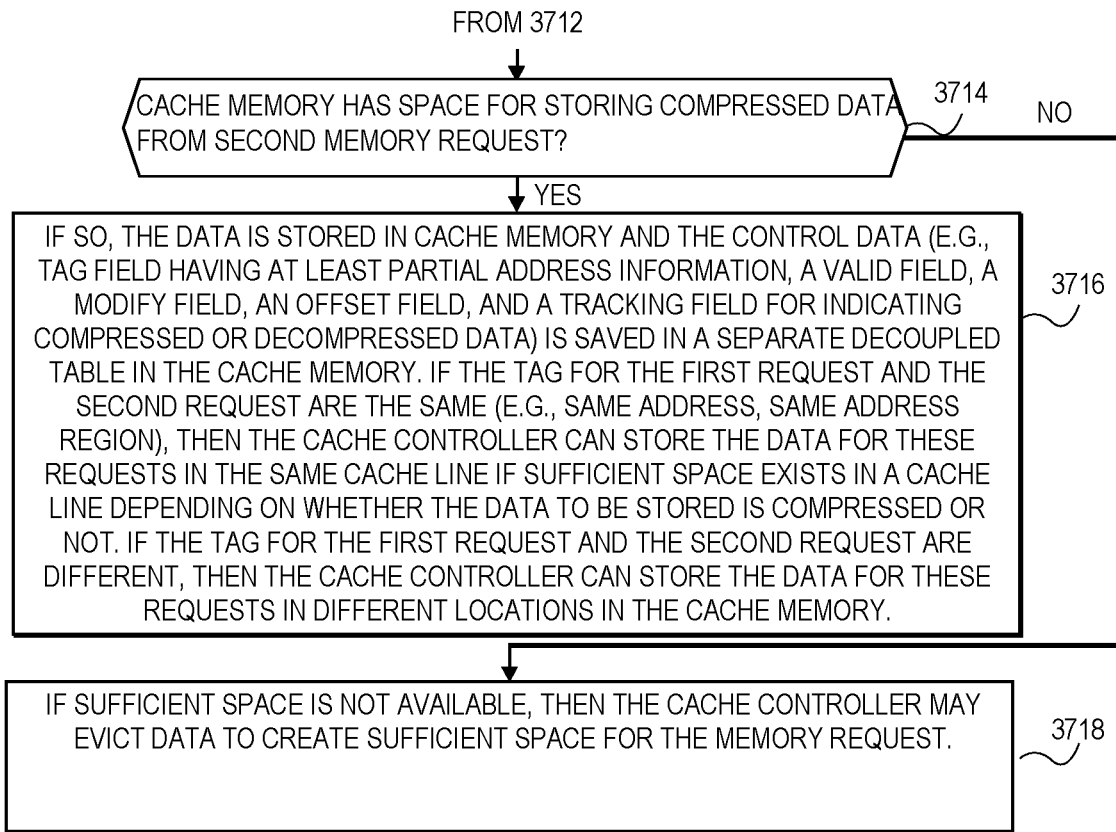 FROM 3712
CACHE MEMORY HAS SPACE FOR STORING COMPRESSED DATA
FROM SECOND MEMORY REQUEST?
3714
NO
YES
IF SO, THE DATA IS STORED IN CACHE MEMORY AND THE CONTROL DATA (E.G.,
TAG FIELD HAVING AT LEAST PARTIAL ADDRESS INFORMATION, A VALID FIELD, A
MODIFY FIELD, AN OFFSET FIELD, AND A TRACKING FIELD FOR INDICATING
COMPRESSED OR DECOMPRESSED DATA) IS SAVED IN A SEPARATE DECOUPLED
TABLE IN THE CACHE MEMORY. IF THE TAG FOR THE FIRST REQUEST AND THE
SECOND REQUEST ARE THE SAME (E.G., SAME ADDRESS, SAME ADDRESS
REGION), THEN THE CACHE CONTROLLER CAN STORE THE DATA FOR THESE
REQUESTS IN THE SAME CACHE LINE IF SUFFICIENT SPACE EXISTS IN A CACHE
LINE DEPENDING ON WHETHER THE DATA TO BE STORED IS COMPRESSED OR
NOT. IF THE TAG FOR THE FIRST REQUEST AND THE SECOND REQUEST ARE
DIFFERENT, THEN THE CACHE CONTROLLER CAN STORE THE DATA FOR THESE
REQUESTS IN DIFFERENT LOCATIONS IN THE CACHE MEMORY.
3716
IF SUFFICIENT SPACE IS NOT AVAILABLE, THEN THE CACHE CONTROLLER MAY
EVICT DATA TO CREATE SUFFICIENT SPACE FOR THE MEMORY REQUEST.
3718